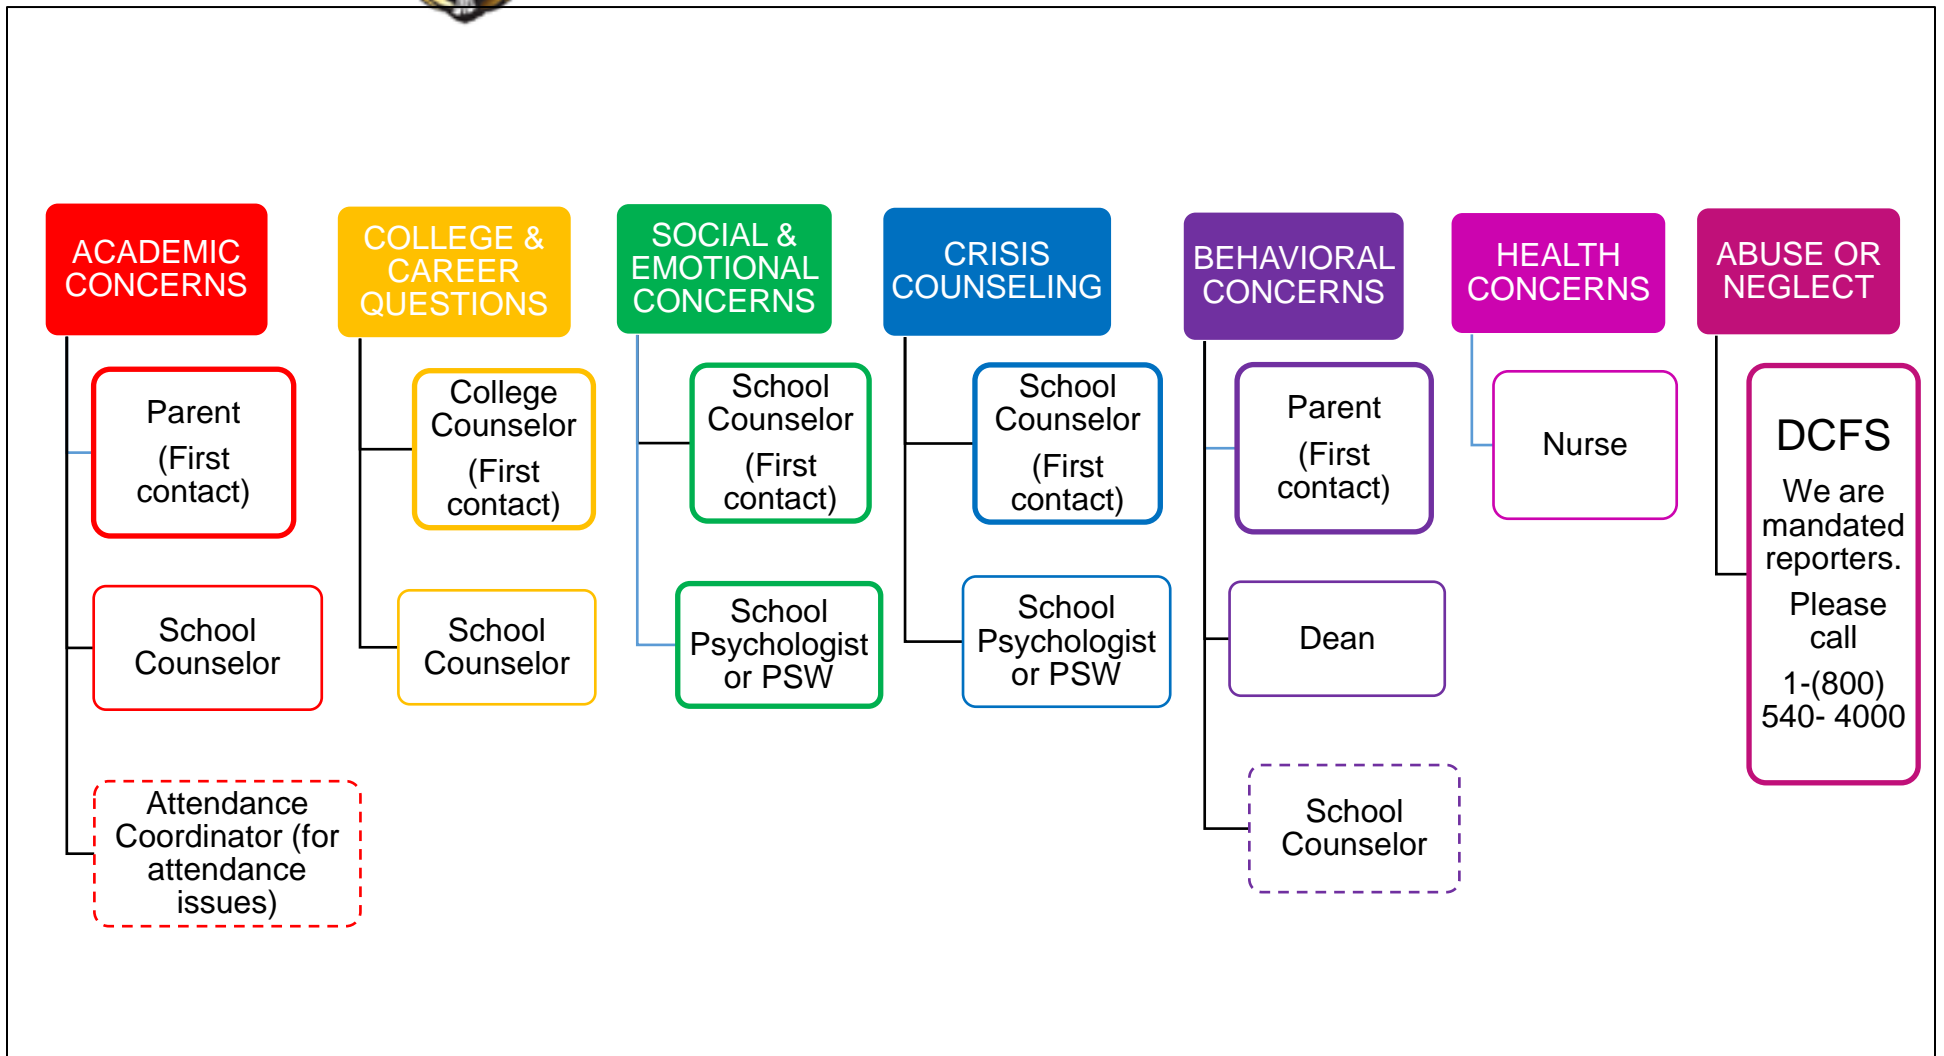 ACADEMIC
CONCERNS
Parent
(First
contact)
School
Counselor
Attendance
Coordinator (for
attendance
issues)
COLLEGE &
CAREER
QUESTIONS
College
Counselor
(First
contact)
School
Counselor
SOCIAL &
EMOTIONAL
CONCERNS
School
Counselor
(First
contact)
School
Psychologist
or PSW
CRISIS
COUNSELING
School
Counselor
(First
contact)
School
Psychologist
or PSW
BEHAVIORAL
CONCERNS
Parent
(First
contact)
Dean
School
Counselor
HEALTH
CONCERNS
Nurse
ABUSE OR
NEGLECT
DCFS
We are
mandated
reporters.
Please
call
1-(800)
540- 4000